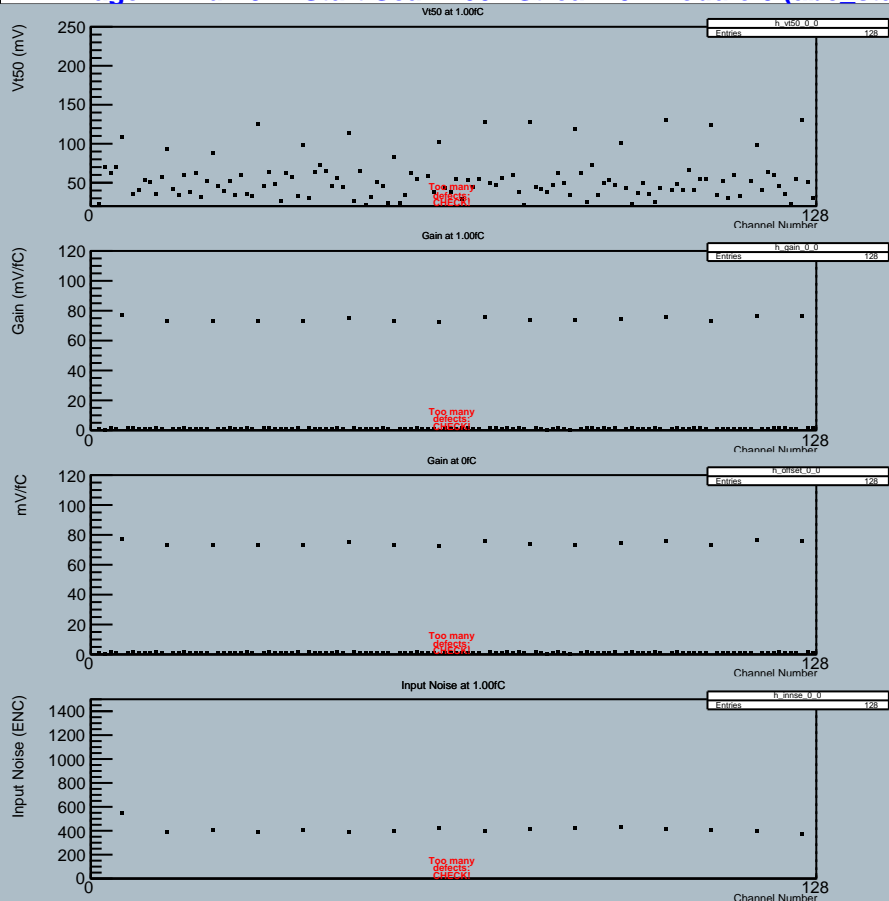 Vt50 at 1.00fC
h_vt50_0_0
Entries 128
Vt50 (mV)
250
200
150
100
50
Too many
defects:
CHECK!
0
128
Channel Number
Gain at 1.00fC
h_gain_0_0
Entries 128
Gain (mV/fC)
120
100
80
60
40
20
0
Too many
defects:
CHECK!
0
128
Channel Number
Gain at 0fC
h_offset_0_0
Entries 128
mV/fC
120
100
80
60
40
20
0
Too many
defects:
CHECK!
0
128
Channel Number
Input Noise at 1.00fC
h_innse_0_0
Entries 128
Input Noise (ENC)
1400
1200
1000
800
600
400
200
0
Too many
defects:
CHECK!
0
128
Channel Number